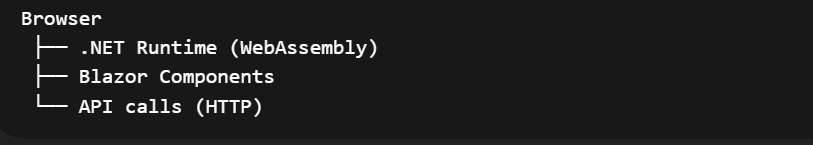 Browser
├── .NET Runtime (WebAssembly)
├── Blazor Components
└── API calls (HTTP)